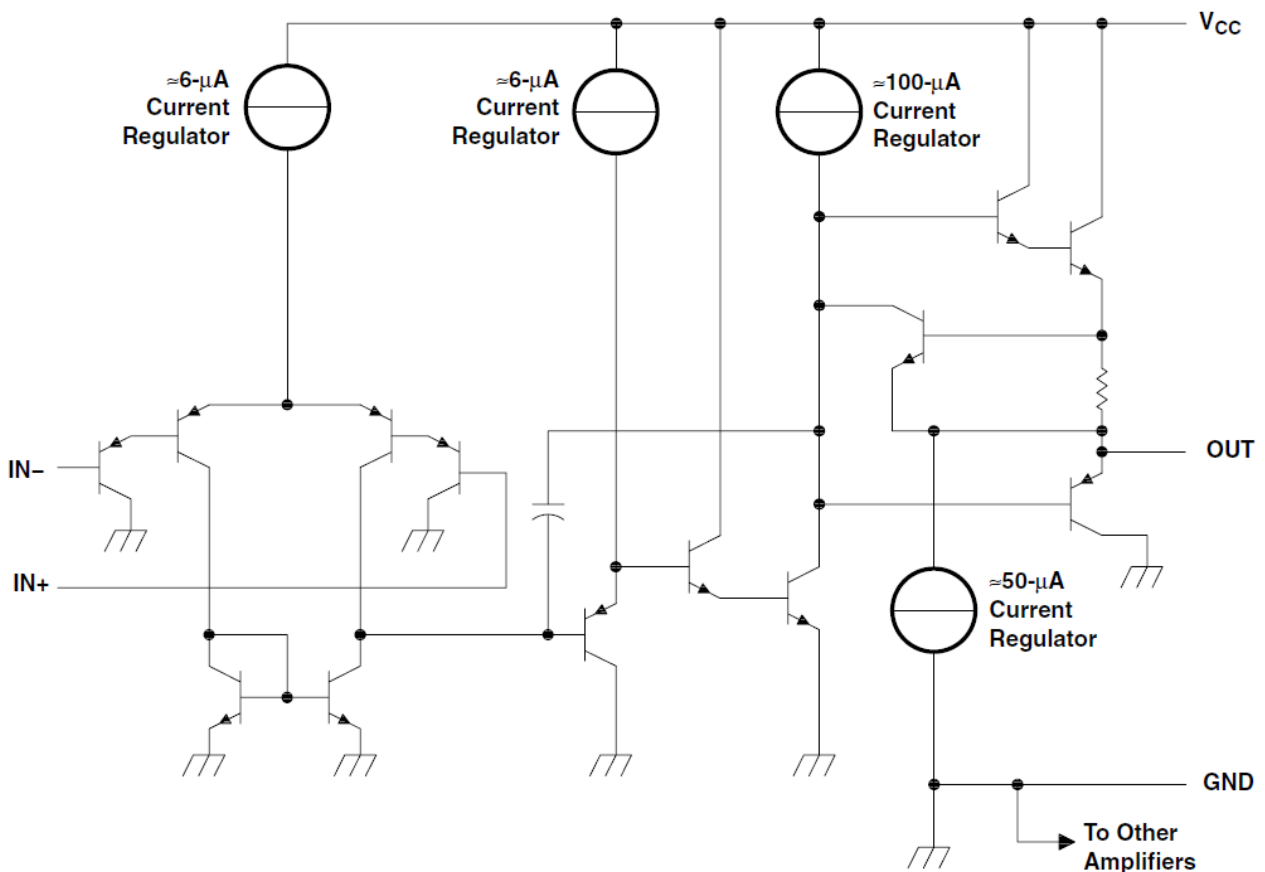 V_CC
≈6-μA
Current
Regulator
≈6-μA
Current
Regulator
≈100-μA
Current
Regulator
IN−
OUT
IN+
≈50-μA
Current
Regulator
GND
To Other
Amplifiers